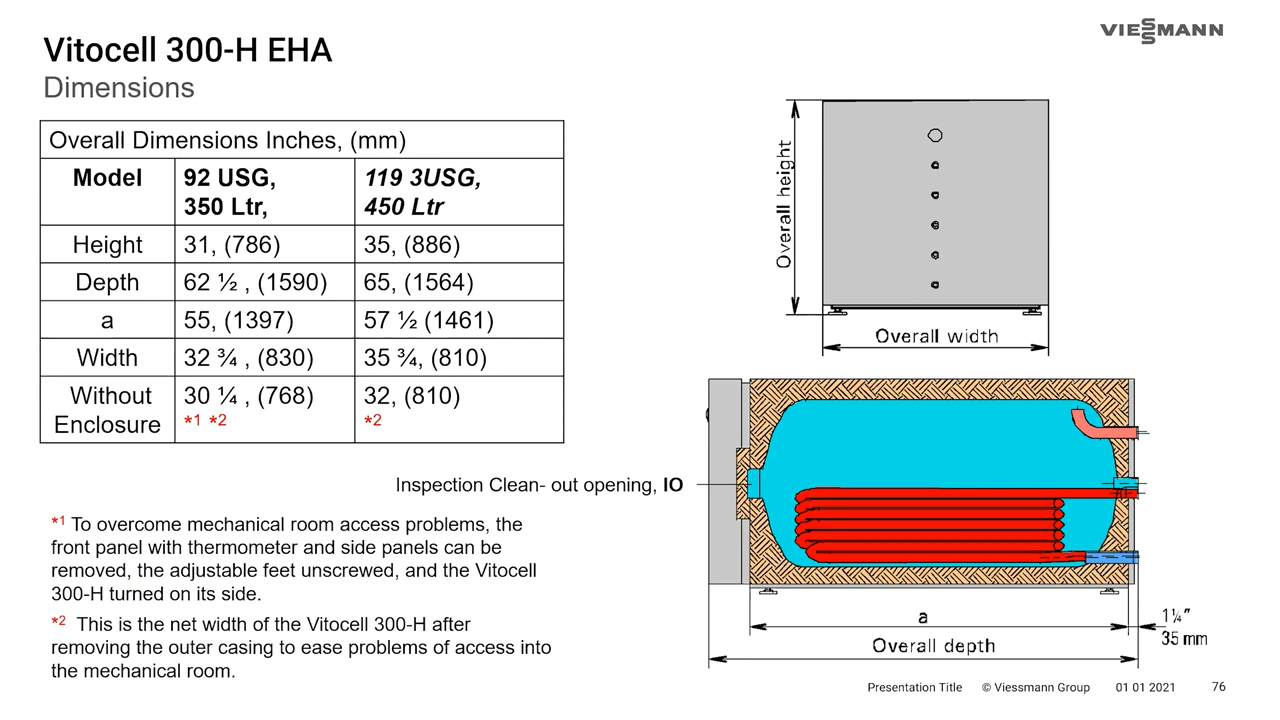 VIESSMANN
Vitocell 300-H EHA
Dimensions
Overall Dimensions Inches, (mm)
Model 92 USG, 350 Ltr, 119 3USG, 450 Ltr
Height 31, (786) 35, (886)
Depth 62 ½ , (1590) 65, (1564)
a 55, (1397) 57 ½ (1461)
Width 32 ¾ , (830) 35 ¾, (810)
Without Enclosure 30 ¼ , (768) *1 *2 32, (810) *2
Overall height
Overall width
Inspection Clean- out opening, IO
*1 To overcome mechanical room access problems, the
front panel with thermometer and side panels can be
removed, the adjustable feet unscrewed, and the Vitocell
300-H turned on its side.
*2 This is the net width of the Vitocell 300-H after
removing the outer casing to ease problems of access into
the mechanical room.
a
1¼"
35 mm
Overall depth
Presentation Title © Viessmann Group 01 01 2021 76